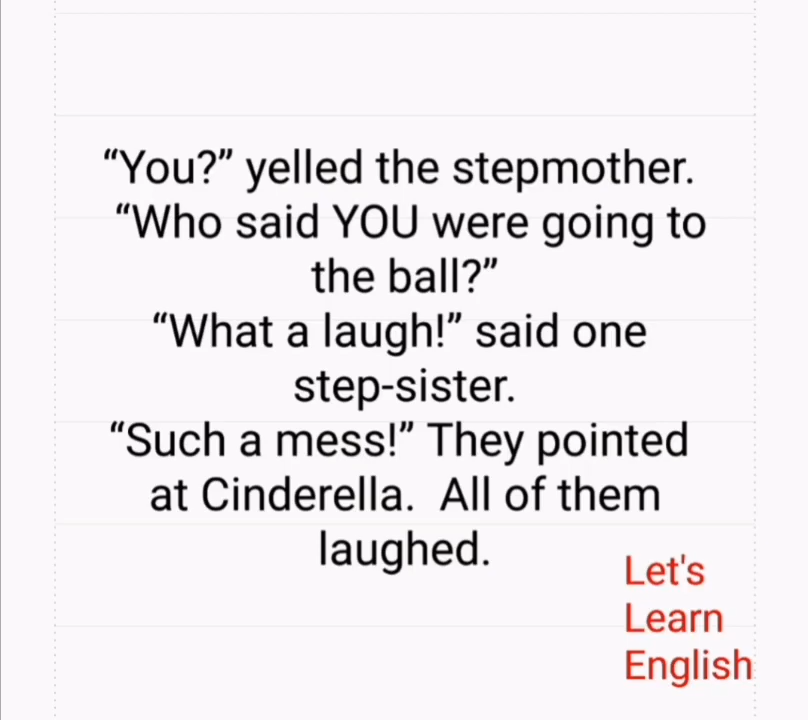 “You?” yelled the stepmother.
“Who said YOU were going to
the ball?”
“What a laugh!” said one
step-sister.
“Such a mess!” They pointed
at Cinderella.  All of them
laughed.
Let's
Learn
English